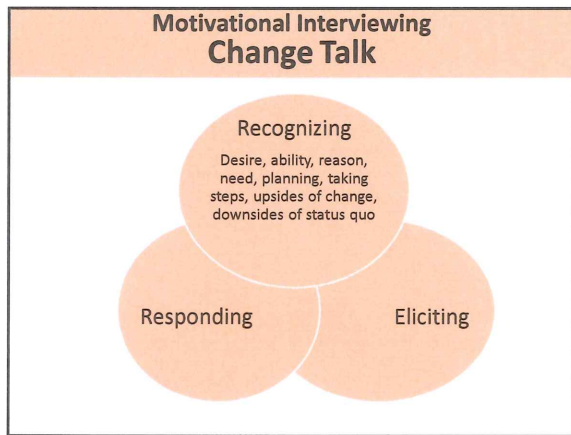 Motivational Interviewing
Change Talk
Recognizing
Desire, ability, reason,
need, planning, taking
steps, upsides of change,
downsides of status quo
Responding
Eliciting